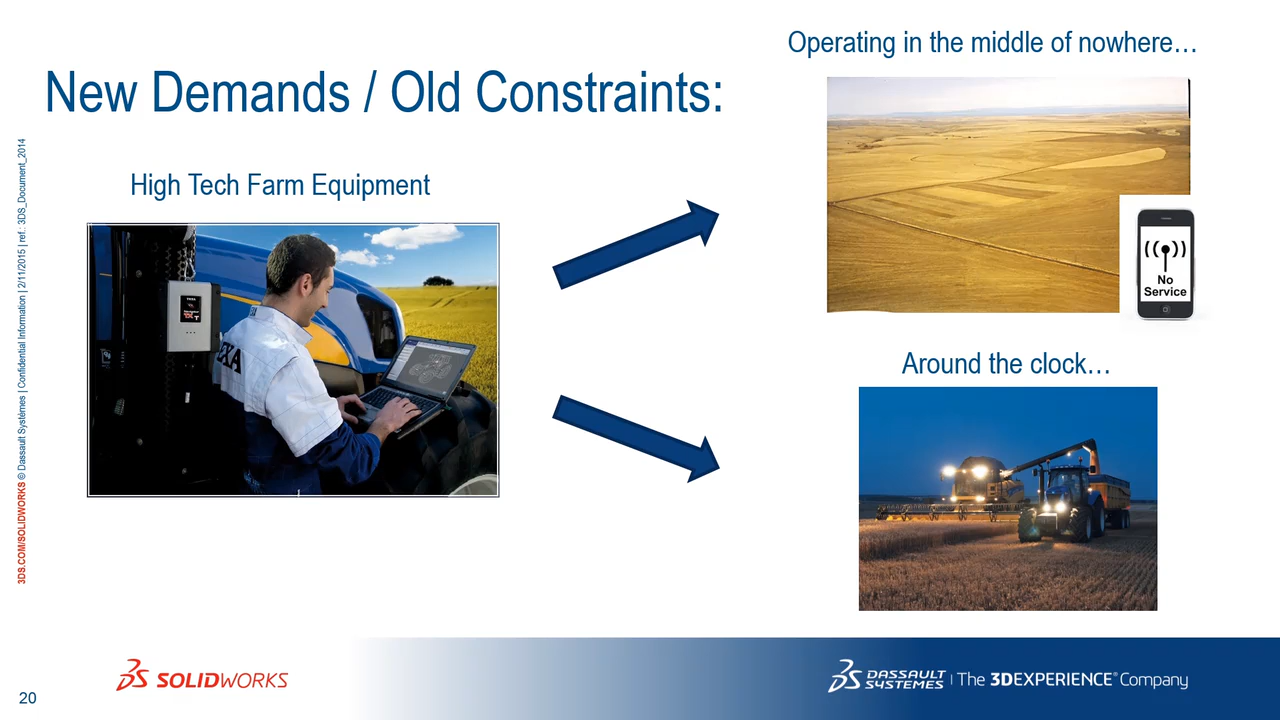 Operating in the middle of nowhere…
New Demands / Old Constraints:
High Tech Farm Equipment
No
Service
EXA
Around the clock…
3DS.COM/SOLIDWORKS © Dassault Systèmes | Confidential Information | 2/11/2015 | ref.: 3DS_Document_2014
20
SOLIDWORKS
DASSAULT
SYSTEMES | The 3DEXPERIENCE® Company